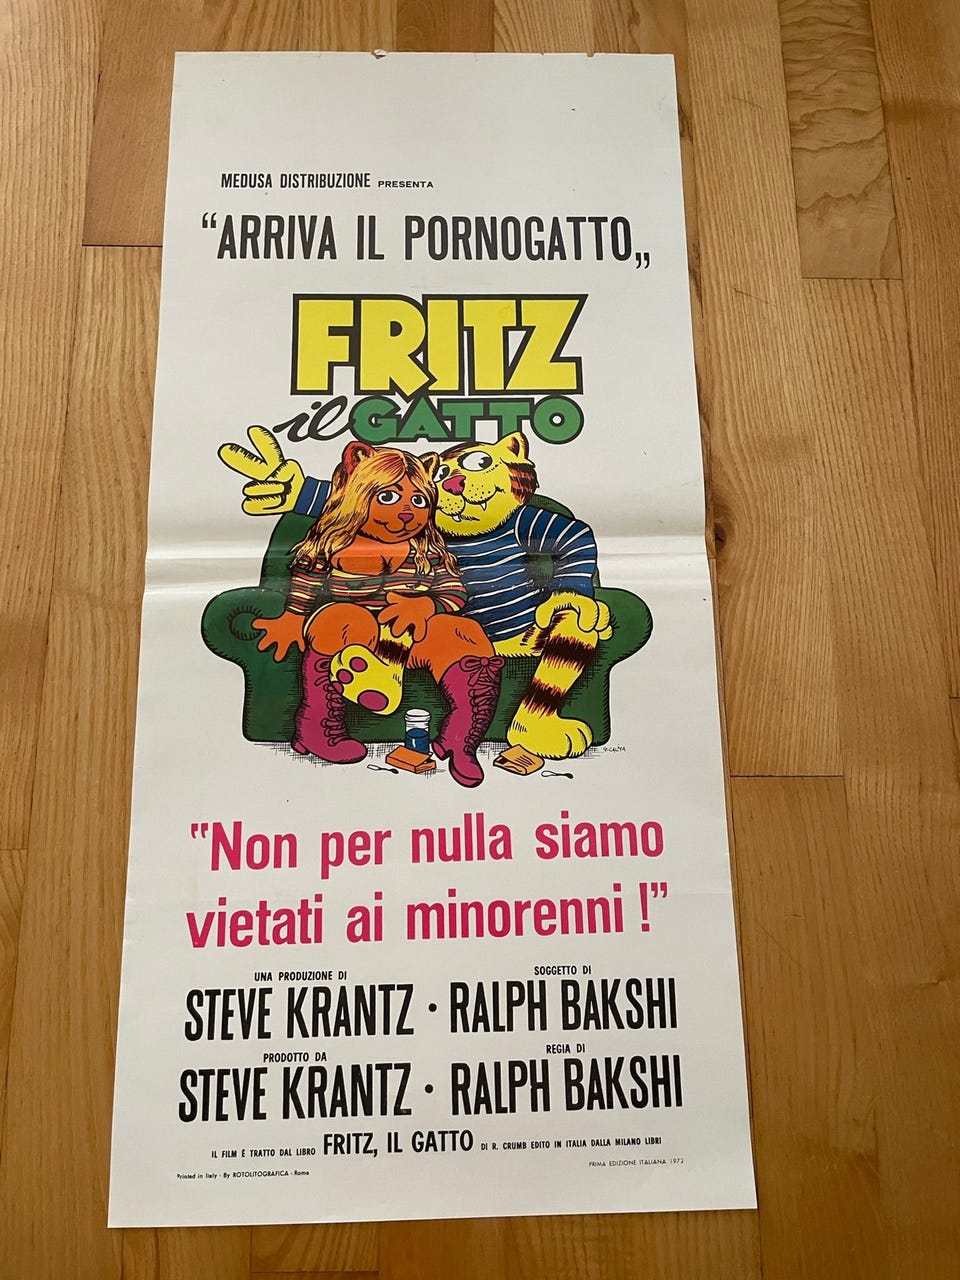 MEDUSA DISTRIBUZIONE PRESENTA
“ARRIVA IL PORNOGATTO„
FRITZ
il GATTO
"Non per nulla siamo
vietati ai minorenni !”
UNA PRODUZIONE DI SOGGETTO DI
STEVE KRANTZ · RALPH BAKSHI
PRODOTTO DA REGIA DI
STEVE KRANTZ · RALPH BAKSHI
IL FILM È TRATTO DAL LIBRO FRITZ, IL GATTO DI R. CRUMB EDITO IN ITALIA DALLA MILANO LIBRI
Printed in Italy - By ROTOLITOGRAFICA - Roma
PRIMA EDIZIONE ITALIANA 1972